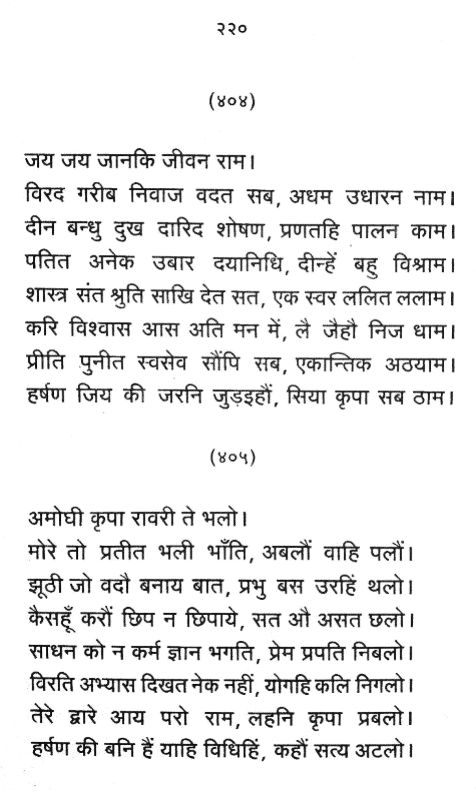 २२०
(४०४)
जय जय जानकि जीवन राम।
विरद गरीब निवाज वदत सब, अधम उधारन नाम।
दीन बन्धु दुख दारिद शोषण, प्रणतहि पालन काम।
पतित अनेक उबार दयानिधि, दीन्हें बहु विश्राम।
शास्त्र संत श्रुति साखि देत सत, एक स्वर ललित ललाम।
करि विश्वास आस अति मन में, लै जैहौ निज धाम।
प्रीति पुनीत स्वसेव सौंपि सब, एकान्तिक अठयाम।
हर्षण जिय की जरनि जुड़इहौं, सिया कृपा सब ठाम।
(४०५)
अमोघी कृपा रावरी ते भलो।
मोरे तो प्रतीत भली भाँति, अबलौं वाहि पलौं।
झूठी जो वदौ बनाय बात, प्रभु बस उरहिं थलो।
कैसहूँ करौं छिप न छिपाये, सत औ असत छलो।
साधन को न कर्म ज्ञान भगति, प्रेम प्रपति निबलो।
विरति अभ्यास दिखत नेक नहीं, योगहि कलि निगलो।
तेरे द्वारे आय परो राम, लहनि कृपा प्रबलो।
हर्षण की बनि हैं याहि विधिहिं, कहौं सत्य अटलो।